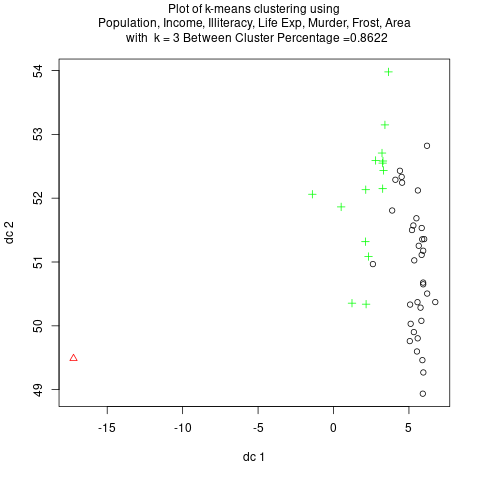 Plot of k-means clustering using
Population, Income, Illiteracy, Life Exp, Murder, Frost, Area
with k = 3 Between Cluster Percentage =0.8622
54
53
52
51
50
49
dc 2
-15
-10
-5
0
5
dc 1